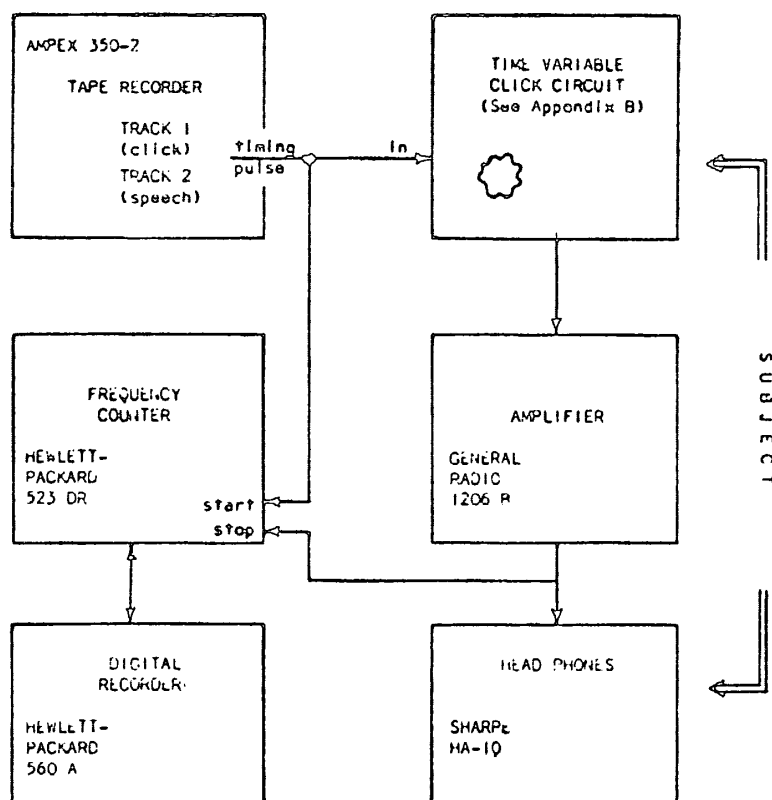 AMPEX 350-2
TAPE RECORDER
TRACK 1
(click)
TRACK 2
(speech)
timing
pulse
in
TIME VARIABLE
CLICK CIRCUIT
(See Appendix B)
FREQUENCY
COUNTER
HEWLETT-
PACKARD
523 DR
start
stop
AMPLIFIER
GENERAL
RADIO
1206 B
SUBJECT
DIGITAL
RECORDER
HEWLETT-
PACKARD
560 A
HEAD PHONES
SHARPE
HA-10